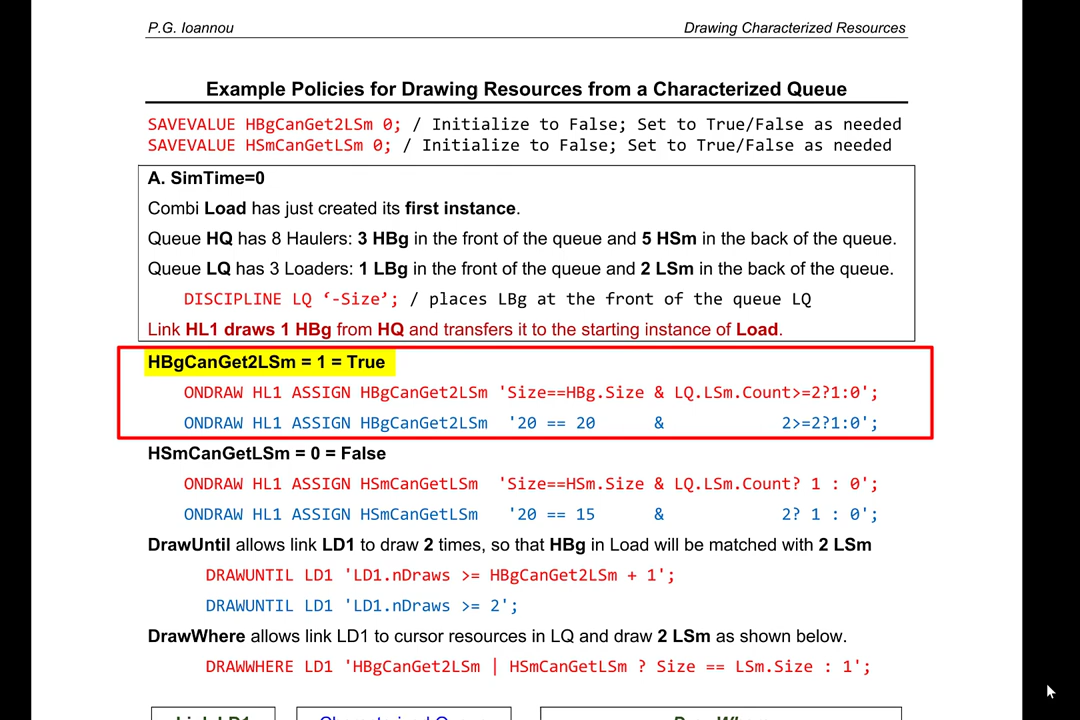 P.G. Ioannou Drawing Characterized Resources
Example Policies for Drawing Resources from a Characterized Queue
SAVEVALUE HBgCanGet2LSm 0; / Initialize to False; Set to True/False as needed
SAVEVALUE HSmCanGetLSm 0; / Initialize to False; Set to True/False as needed
A. SimTime=0
Combi Load has just created its first instance.
Queue HQ has 8 Haulers: 3 HBg in the front of the queue and 5 HSm in the back of the queue.
Queue LQ has 3 Loaders: 1 LBg in the front of the queue and 2 LSm in the back of the queue.
DISCIPLINE LQ ‘-Size’; / places LBg at the front of the queue LQ
Link HL1 draws 1 HBg from HQ and transfers it to the starting instance of Load.
HBgCanGet2LSm = 1 = True
ONDRAW HL1 ASSIGN HBgCanGet2LSm 'Size==HBg.Size & LQ.LSm.Count>=2?1:0';
ONDRAW HL1 ASSIGN HBgCanGet2LSm '20 == 20 & 2>=2?1:0';
HSmCanGetLSm = 0 = False
ONDRAW HL1 ASSIGN HSmCanGetLSm 'Size==HSm.Size & LQ.LSm.Count? 1 : 0';
ONDRAW HL1 ASSIGN HSmCanGetLSm '20 == 15 & 2? 1 : 0';
DrawUntil allows link LD1 to draw 2 times, so that HBg in Load will be matched with 2 LSm
DRAWUNTIL LD1 'LD1.nDraws >= HBgCanGet2LSm + 1';
DRAWUNTIL LD1 'LD1.nDraws >= 2';
DrawWhere allows link LD1 to cursor resources in LQ and draw 2 LSm as shown below.
DRAWWHERE LD1 'HBgCanGet2LSm | HSmCanGetLSm ? Size == LSm.Size : 1';